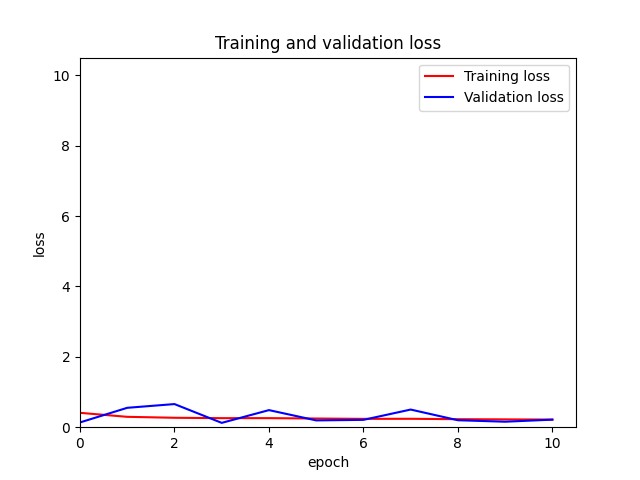 Training and validation loss
Training loss
Validation loss
10
8
6
4
2
0
loss
0
2
4
6
8
10
epoch